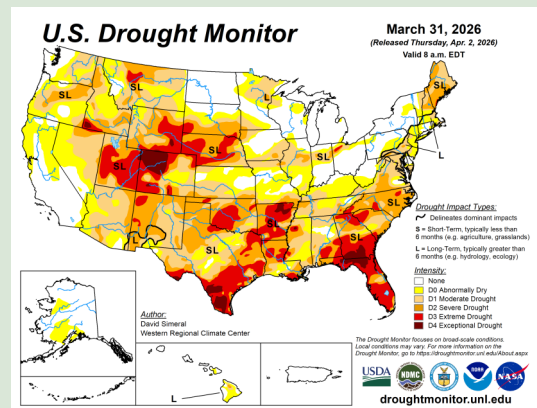 U.S. Drought Monitor
March 31, 2026
(Released Thursday, Apr. 2, 2026)
Valid 8 a.m. EDT
SL
SL
L
SL
SL
SL
SL
SL
L
SL
SL
L
SL
Drought Impact Types:
Delineates dominant impacts
S = Short-Term, typically less than
6 months (e.g. agriculture, grasslands)
L = Long-Term, typically greater than
6 months (e.g. hydrology, ecology)
Intensity:
None
D0 Abnormally Dry
D1 Moderate Drought
D2 Severe Drought
D3 Extreme Drought
D4 Exceptional Drought
Author:
David Simeral
Western Regional Climate Center
L
The Drought Monitor focuses on broad-scale conditions.
Local conditions may vary. For more information on the
Drought Monitor, go to https://droughtmonitor.unl.edu/About.aspx
USDA
NDMC
NOAA
NASA
droughtmonitor.unl.edu